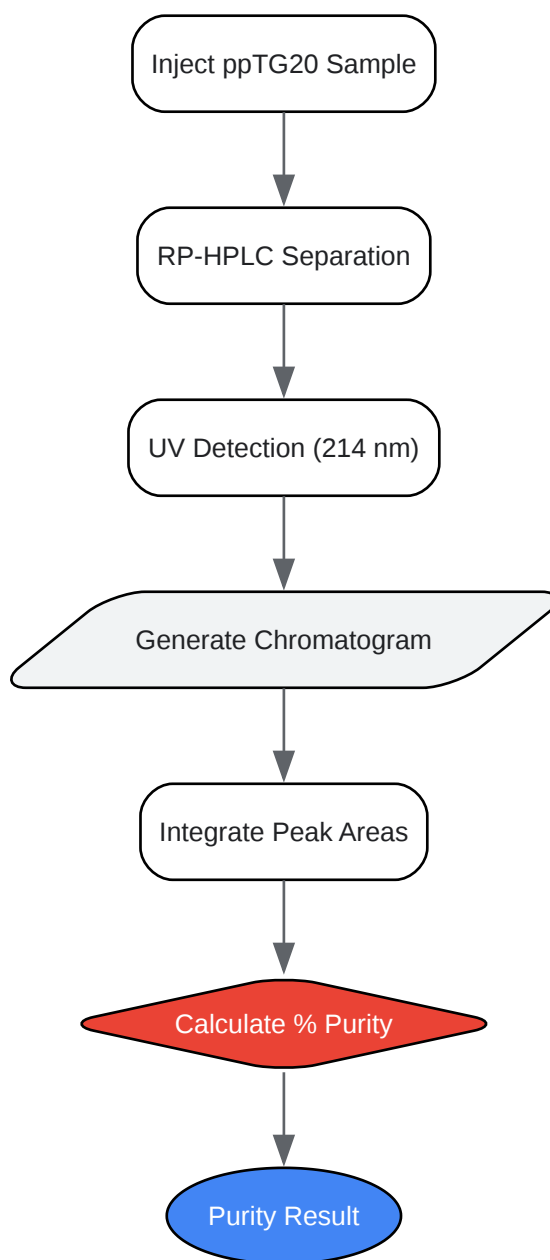 Inject ppTG20 Sample
RP-HPLC Separation
UV Detection (214 nm)
Generate Chromatogram
Integrate Peak Areas
Calculate % Purity
Purity Result